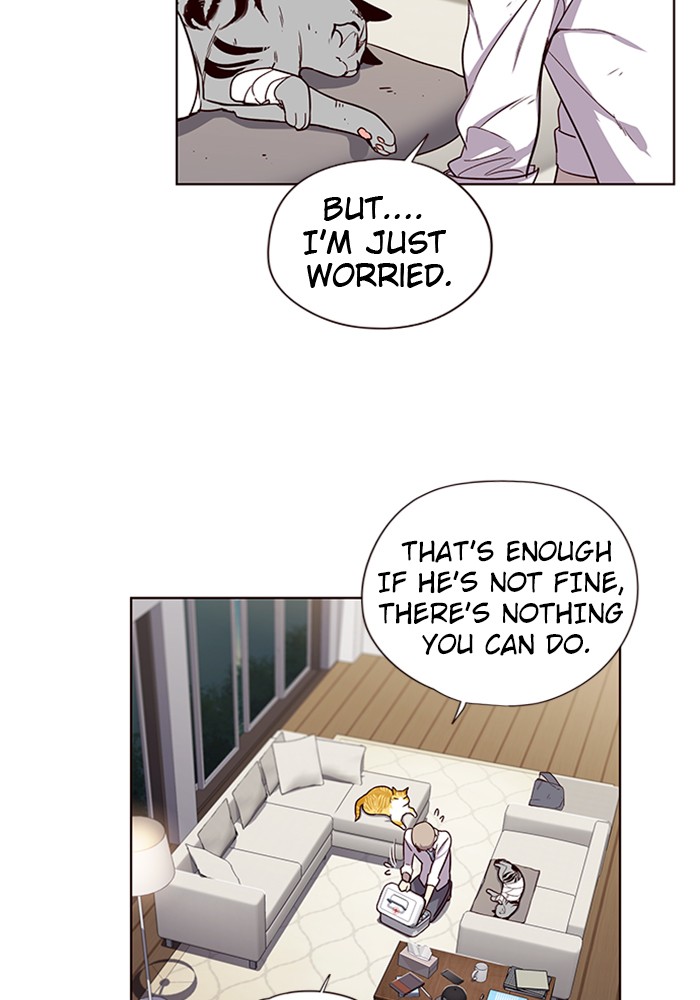 BUT....
I'M JUST
WORRIED.
THAT'S ENOUGH
IF HE'S NOT FINE,
THERE'S NOTHING
YOU CAN DO.